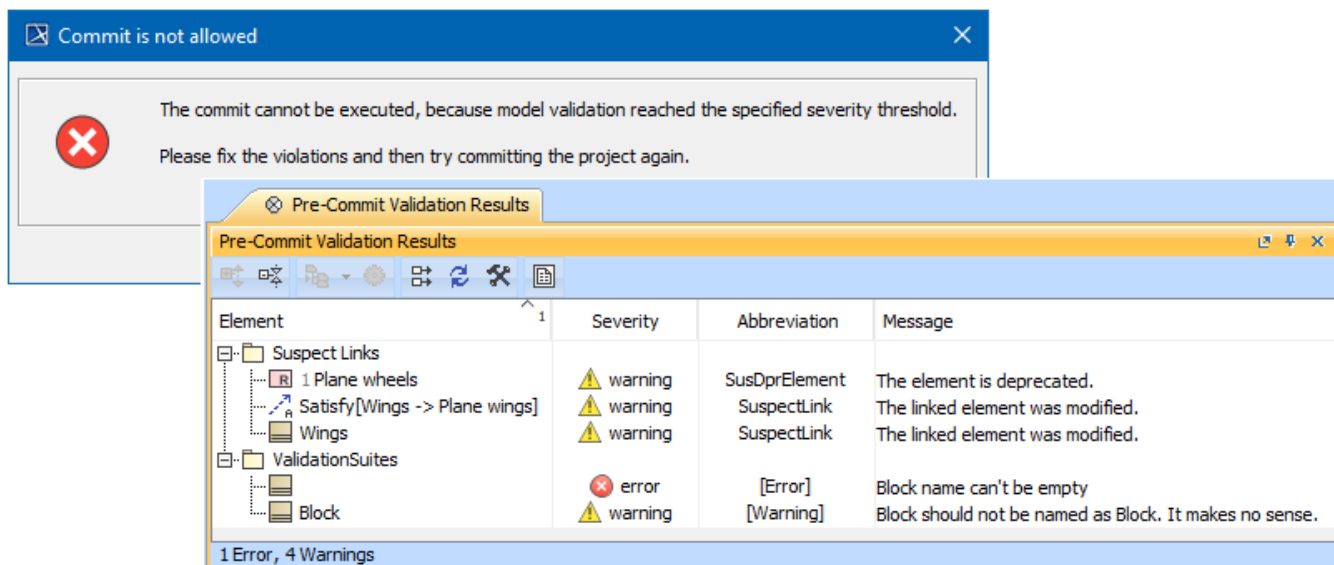 Commit is not allowed
The commit cannot be executed, because model validation reached the specified severity threshold.
Please fix the violations and then try committing the project again.
Pre-Commit Validation Results
Pre-Commit Validation Results
Element 1 Severity Abbreviation Message
Suspect Links
R 1 Plane wheels warning SusDprElement The element is deprecated.
A Satisfy[Wings -> Plane wings] warning SuspectLink The linked element was modified.
Wings warning SuspectLink The linked element was modified.
ValidationSuites
error [Error] Block name can't be empty
Block warning [Warning] Block should not be named as Block. It makes no sense.
1 Error, 4 Warnings